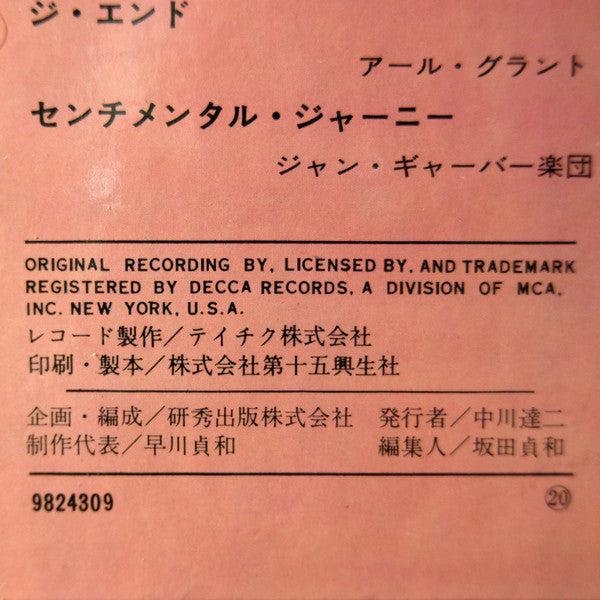 ジ・エンド
アール・グラント
センチメンタル・ジャーニー
ジャン・ギャーバー楽団
ORIGINAL RECORDING BY, LICENSED BY, AND TRADEMARK
REGISTERED BY DECCA RECORDS, A DIVISION OF MCA,
INC. NEW YORK, U.S.A.
レコード製作／テイチク株式会社
印刷・製本／株式会社第十五興生社
企画・編成／研秀出版株式会社 発行者／中川達二
制作代表／早川貞和 編集人／坂田貞和
9824309 ⑳